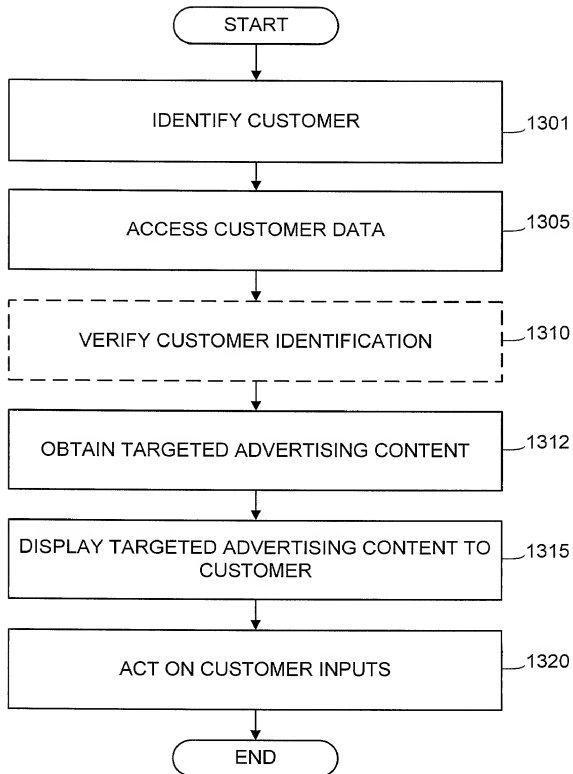 START
IDENTIFY CUSTOMER
1301
ACCESS CUSTOMER DATA
1305
VERIFY CUSTOMER IDENTIFICATION
1310
OBTAIN TARGETED ADVERTISING CONTENT
1312
DISPLAY TARGETED ADVERTISING CONTENT TO
CUSTOMER
1315
ACT ON CUSTOMER INPUTS
1320
END